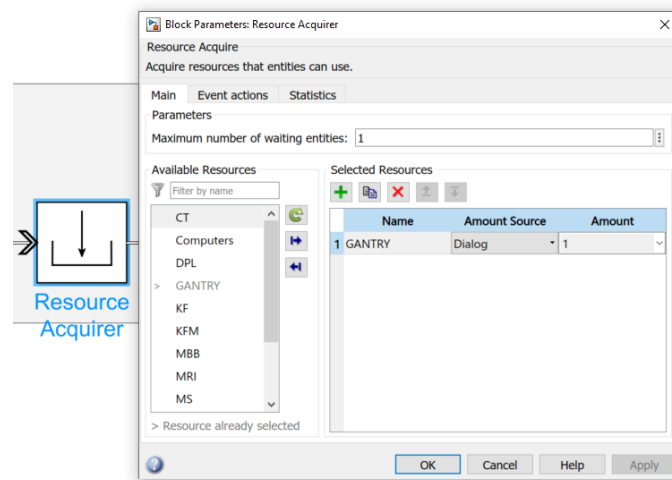 Block Parameters: Resource Acquirer
Resource Acquire
Acquire resources that entities can use.
Main Event actions Statistics
Parameters
Maximum number of waiting entities: 1
Available Resources
Filter by name
CT
Computers
DPL
> GANTRY
KF
KFM
MBB
MRI
MS
> Resource already selected
Selected Resources
Name Amount Source Amount
1 GANTRY Dialog 1
Resource
Acquirer
OK Cancel Help Apply